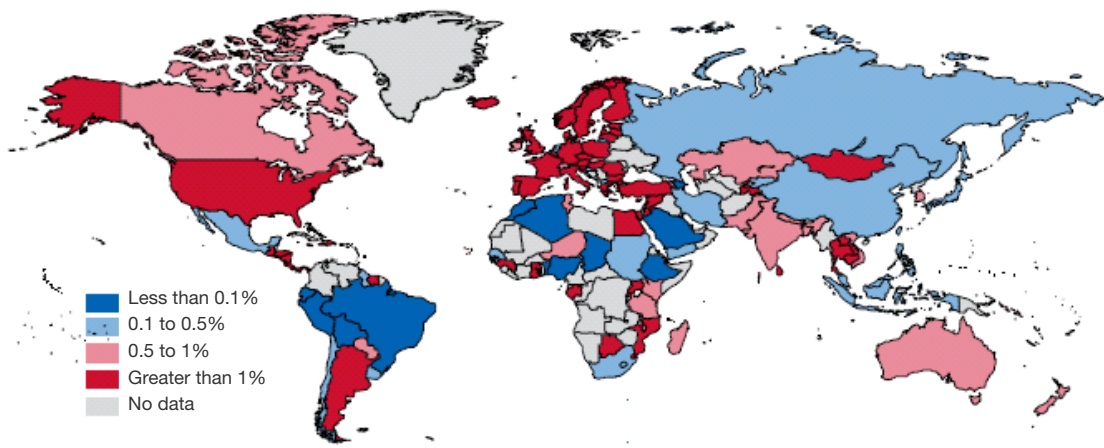 Less than 0.1%
0.1 to 0.5%
0.5 to 1%
Greater than 1%
No data